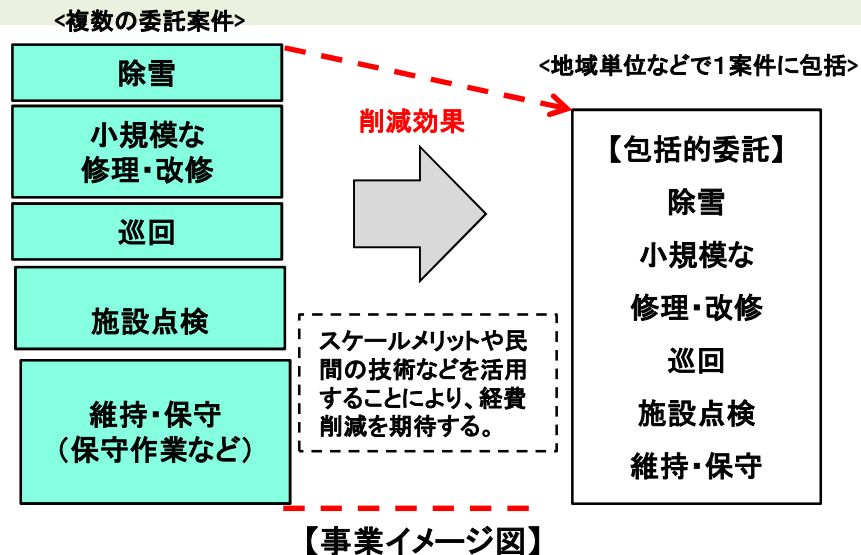 <複数の委託案件>
除雪
小規模な
修理・改修
巡回
施設点検
維持・保守
（保守作業など）
削減効果
スケールメリットや民
間の技術などを活用
することにより、経費
削減を期待する。
<地域単位などで１案件に包括>
【包括的委託】
除雪
小規模な
修理・改修
巡回
施設点検
維持・保守
【事業イメージ図】